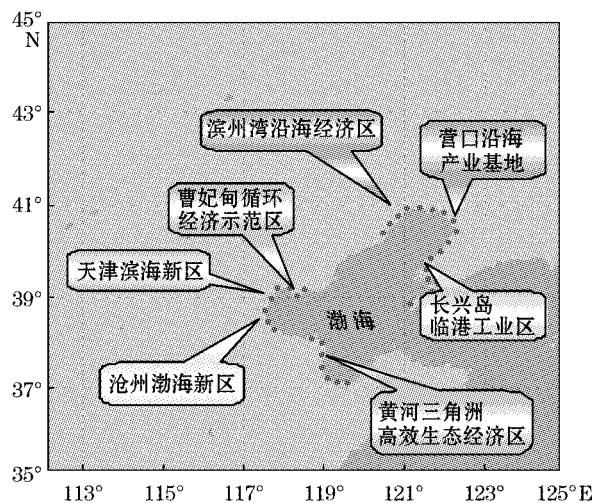 45°
N
43°
41°
39°
37°
35°
滨州湾沿海经济区
营口沿海
产业基地
曹妃甸循环
经济示范区
天津滨海新区
渤海
长兴岛
临港工业区
沧州渤海新区
黄河三角洲
高效生态经济区
113° 115° 117° 119° 121° 123° 125°E